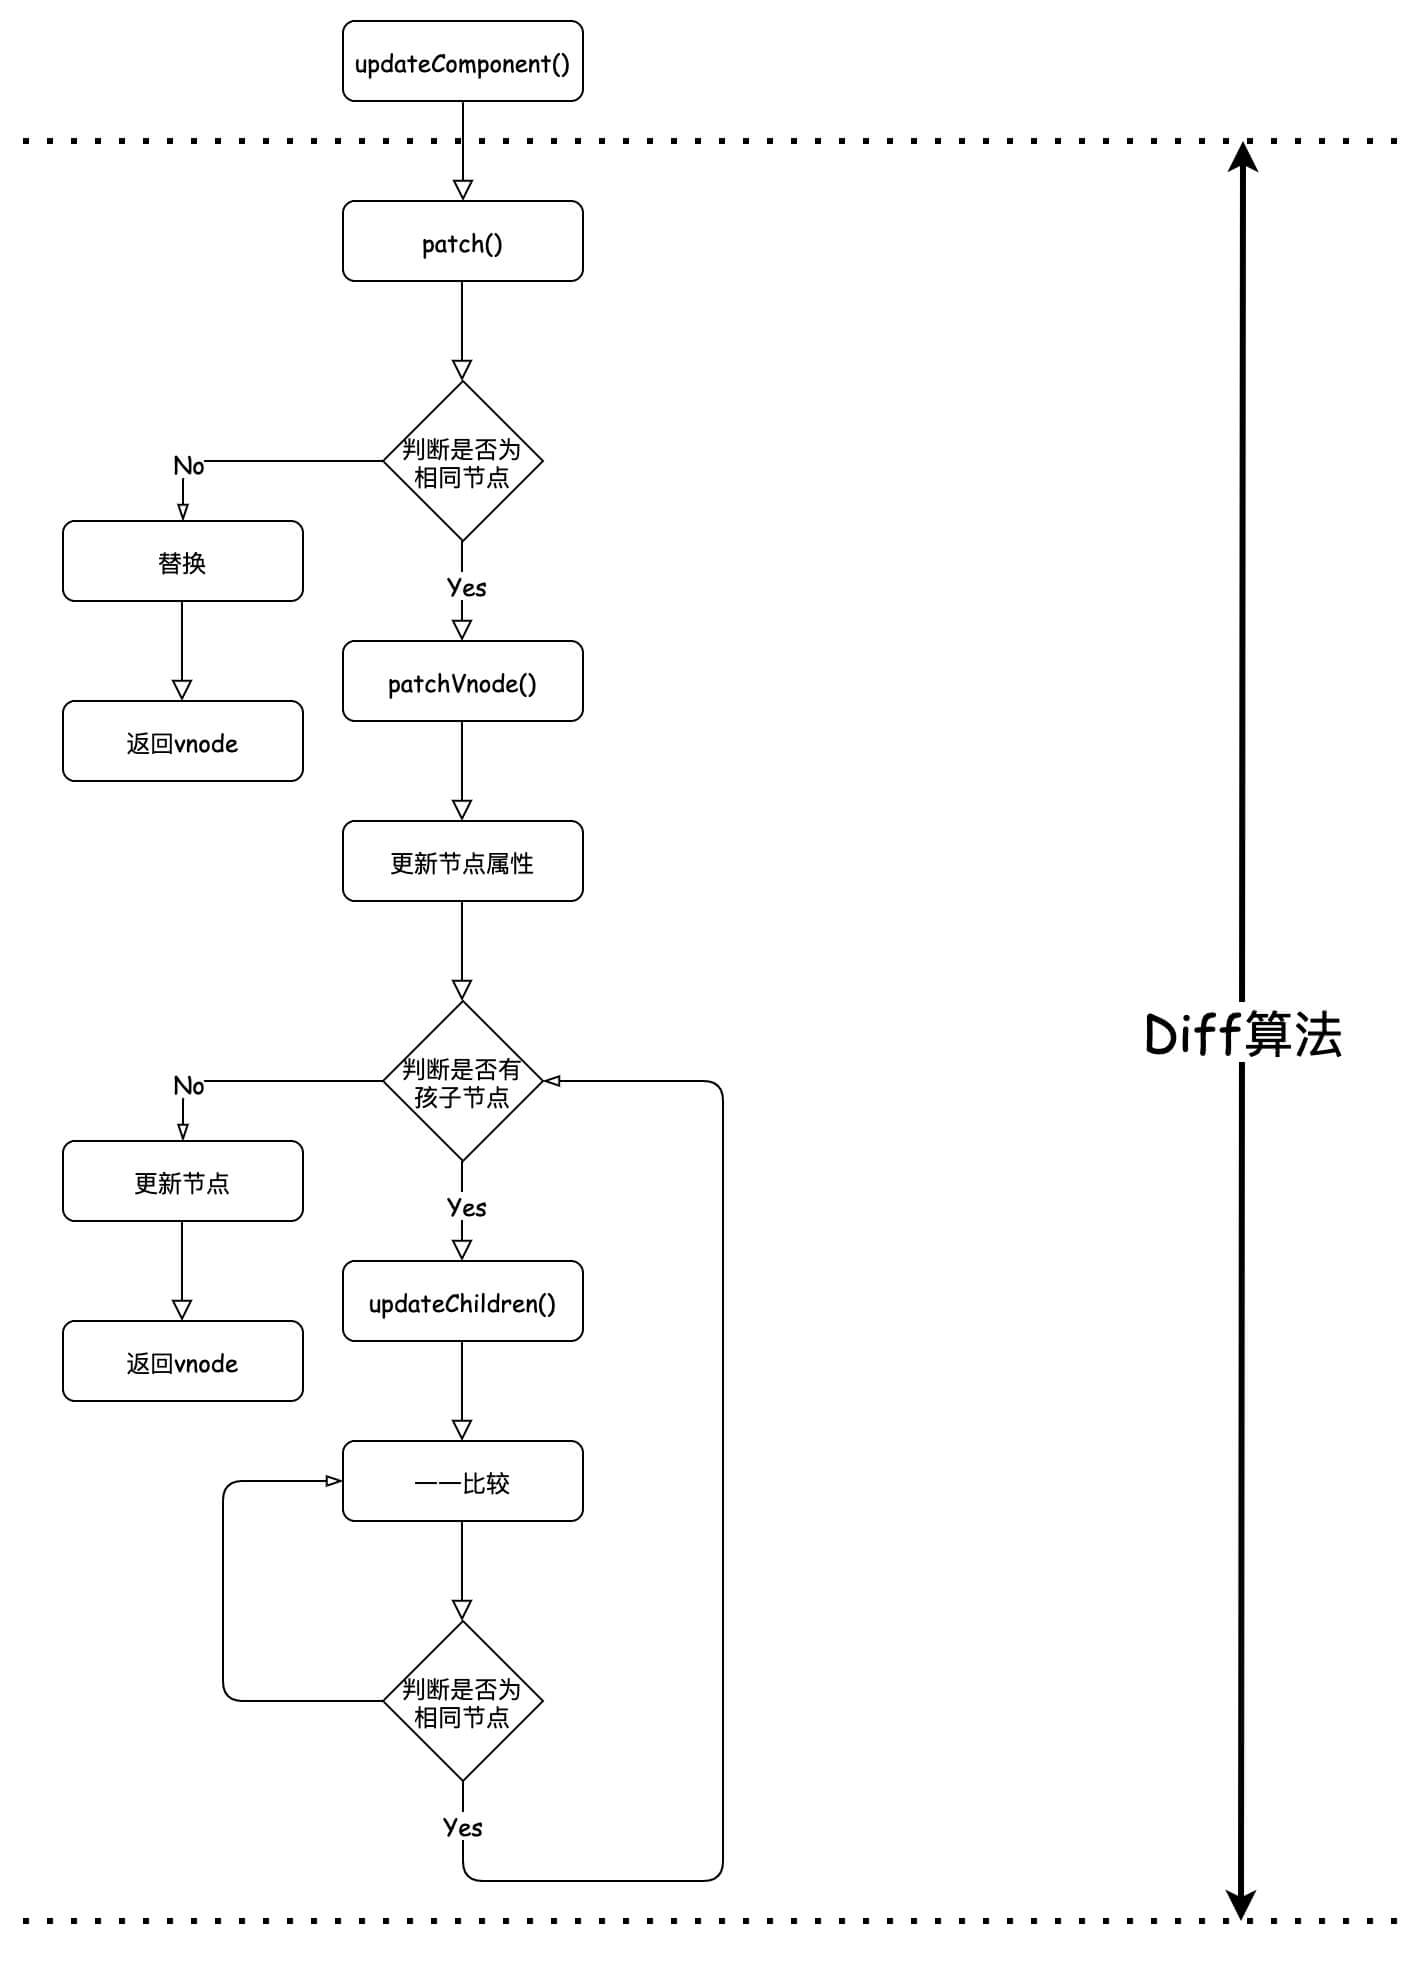 updateComponent()
patch()
判断是否为
相同节点
No
替换
Yes
patchVnode()
返回vnode
更新节点属性
Diff算法
判断是否有
孩子节点
No
更新节点
Yes
updateChildren()
返回vnode
一一比较
判断是否为
相同节点
Yes